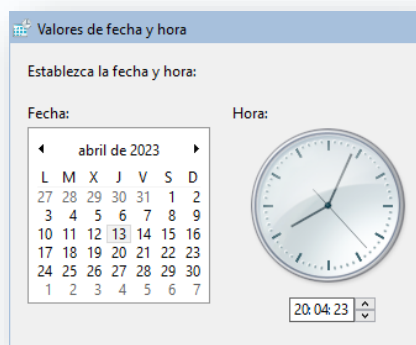 Valores de fecha y hora
Establezca la fecha y hora:
Fecha:
Hora:
abril de 2023
L M X J V S D
27 28 29 30 31 1 2
3 4 5 6 7 8 9
10 11 12 13 14 15 16
17 18 19 20 21 22 23
24 25 26 27 28 29 30
1 2 3 4 5 6 7
20:04:23